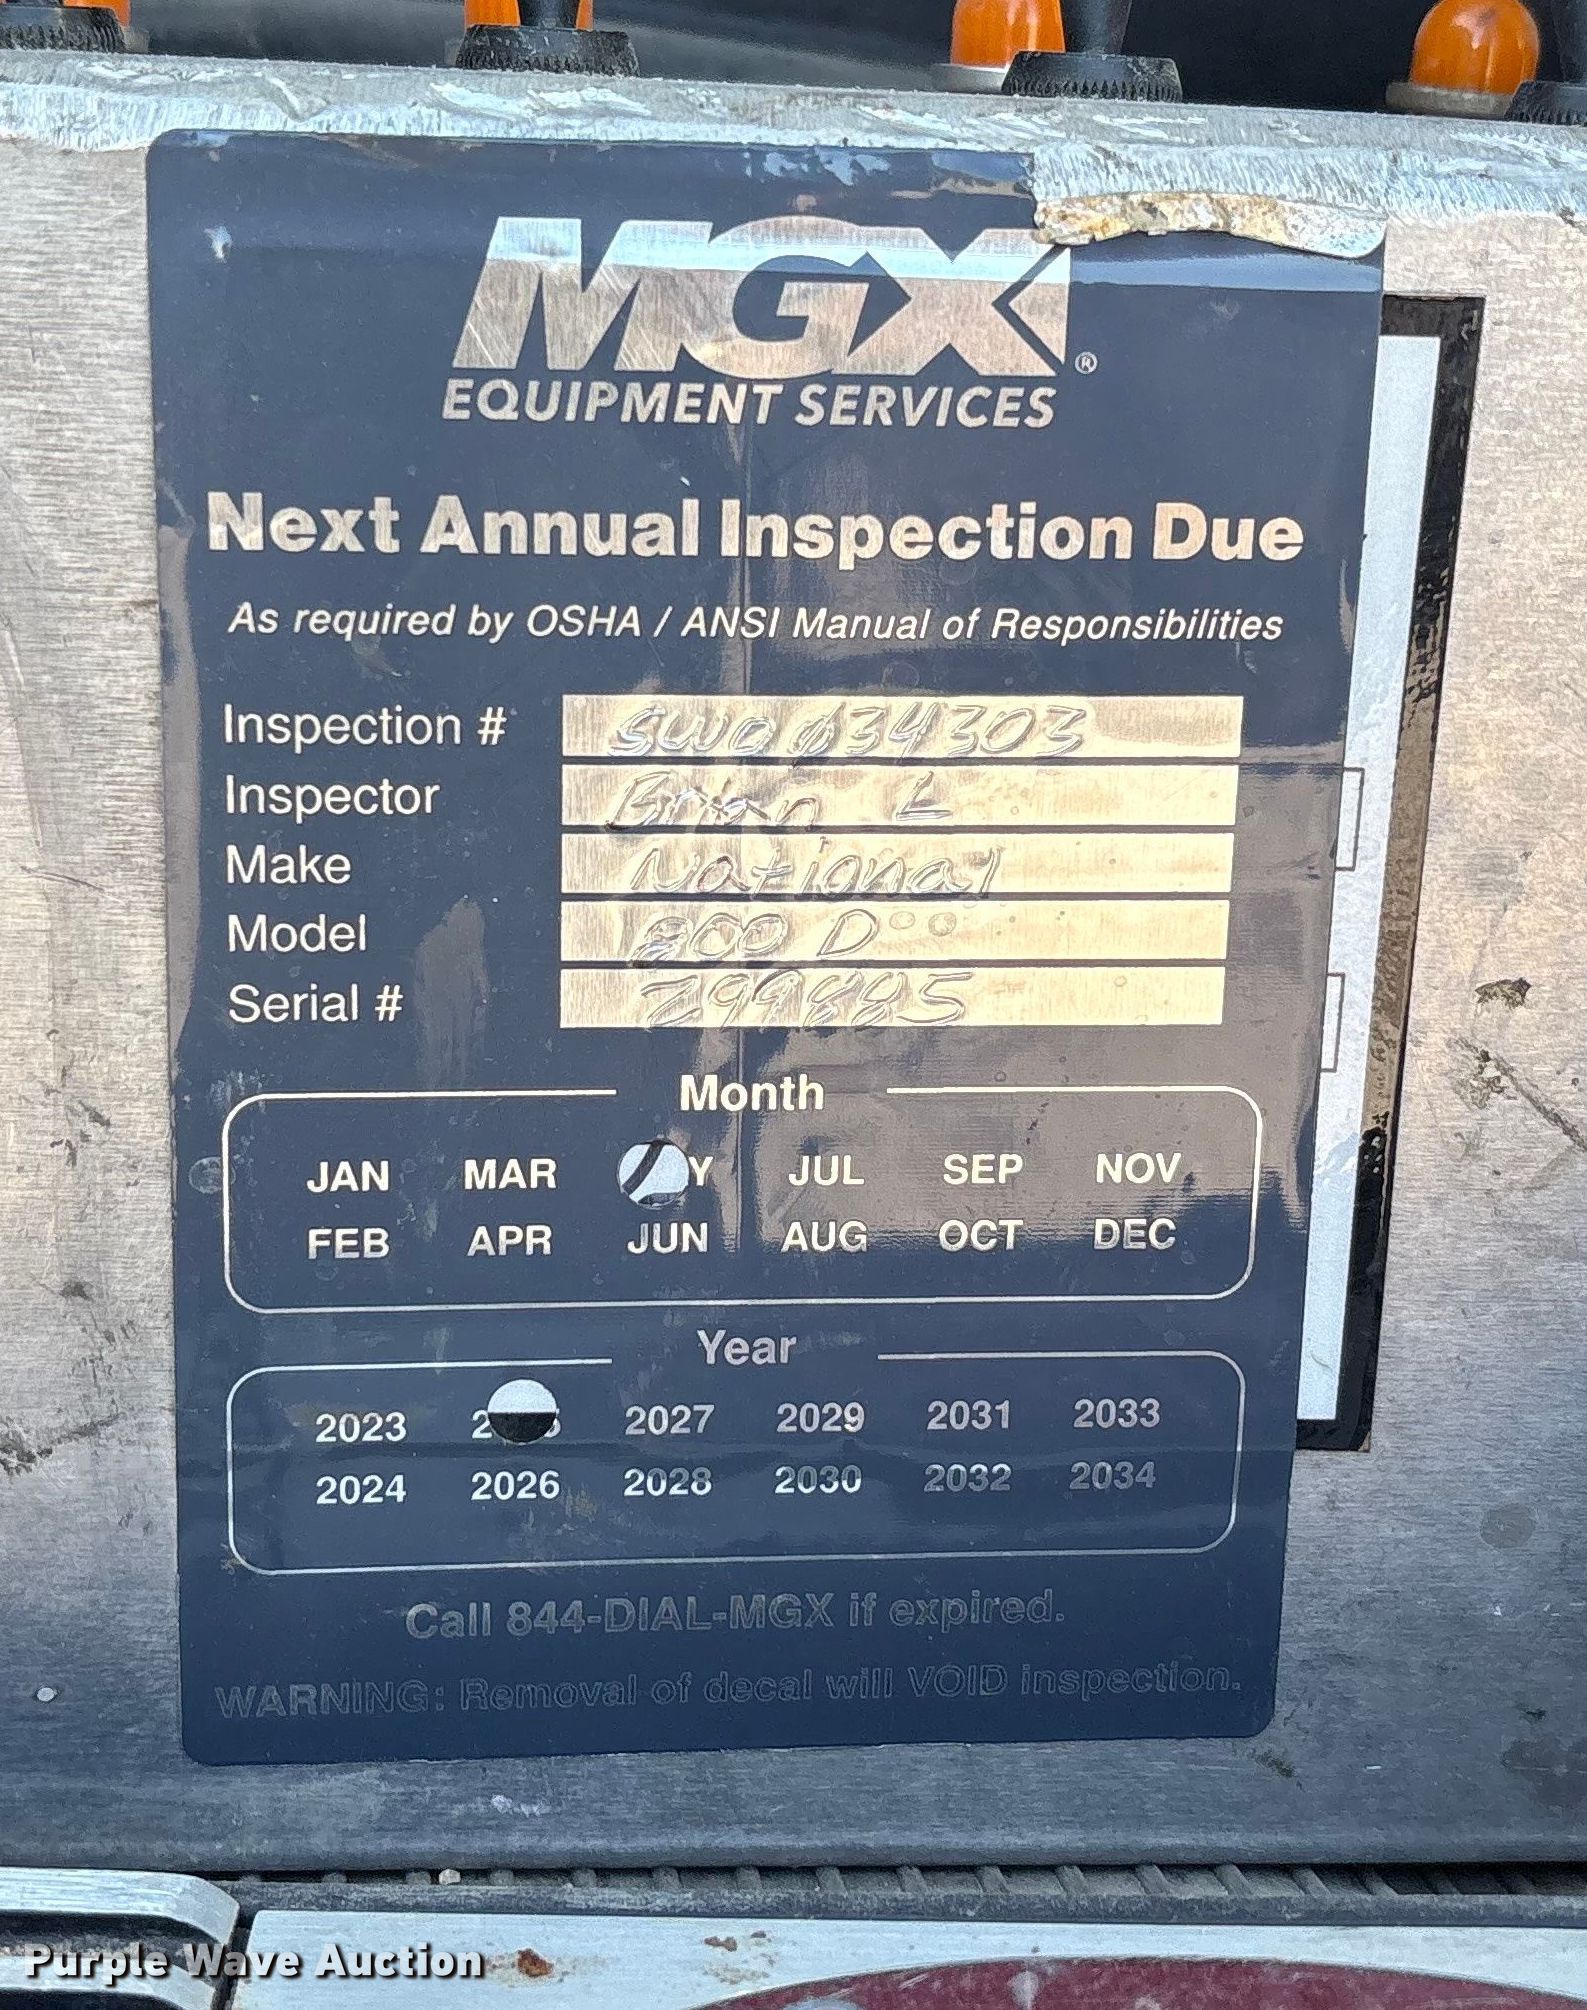 MGX®
EQUIPMENT SERVICES
Next Annual Inspection Due
As required by OSHA / ANSI Manual of Responsibilities
Inspection # SWO Ø34303
Inspector Brian L
Make National
Model 800 D
Serial # 299885
Month
JAN MAR Y JUL SEP NOV
FEB APR JUN AUG OCT DEC
Year
2023 2027 2029 2031 2033
2024 2026 2028 2030 2032 2034
Call 844-DIAL-MGX if expired.
WARNING: Removal of decal will VOID inspection.
Purple Wave Auction